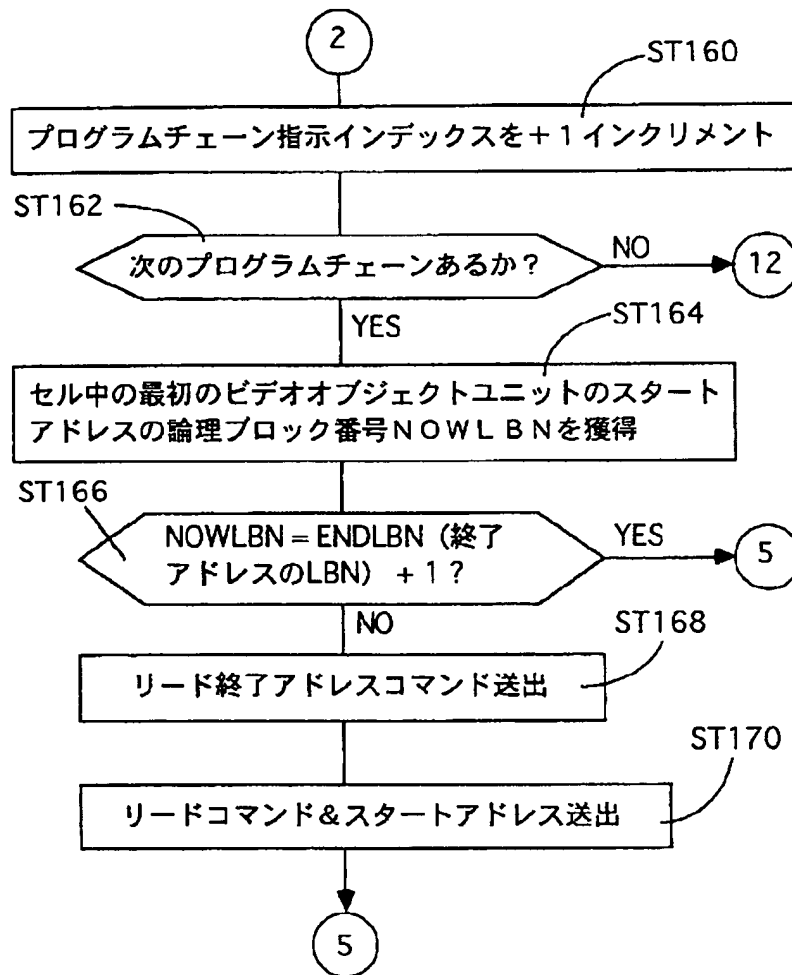 2
ST160
プログラムチェーン指示インデックスを＋１インクリメント
ST162
次のプログラムチェーンあるか？
NO
12
YES
ST164
セル中の最初のビデオオブジェクトユニットのスタート
アドレスの論理ブロック番号ＮＯＷＬＢＮを獲得
ST166
NOWLBN＝ENDLBN（終了
アドレスのLBN）＋1？
YES
5
NO
ST168
リード終了アドレスコマンド送出
ST170
リードコマンド＆スタートアドレス送出
5